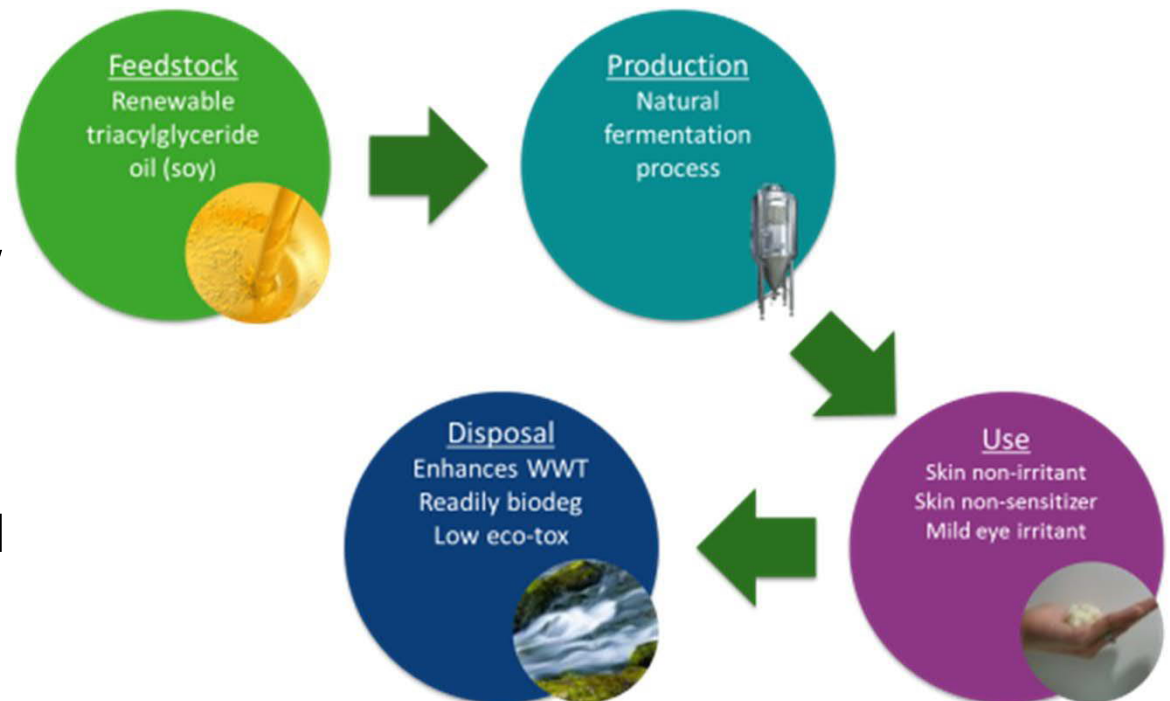 Feedstock
Renewable
triacylglyceride
oil (soy)
Production
Natural
fermentation
process
Use
Skin non-irritant
Skin non-sensitizer
Mild eye irritant
Disposal
Enhances WWT
Readily biodeg
Low eco-tox